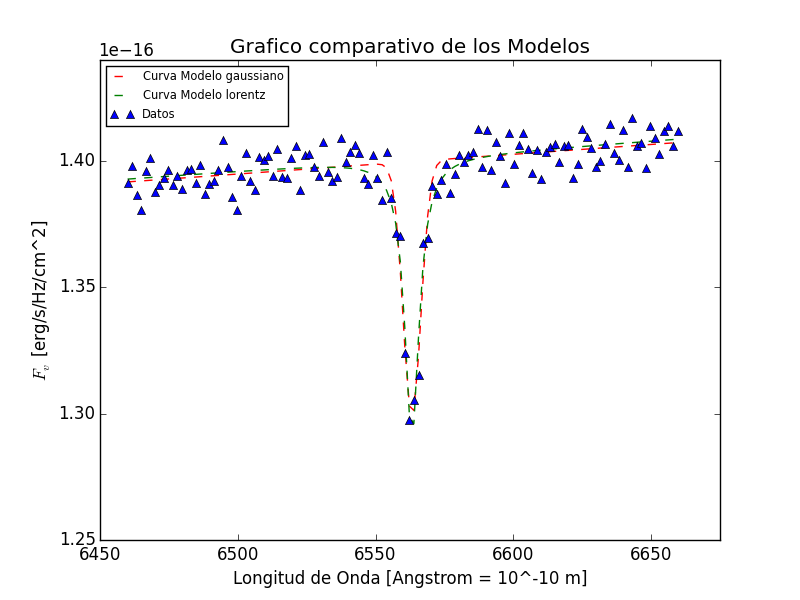 Grafico comparativo de los Modelos
1e−16
Curva Modelo gaussiano
Curva Modelo lorentz
Datos
1.40
1.35
1.30
1.25
F_v [erg/s/Hz/cm^2]
6450 6500 6550 6600 6650
Longitud de Onda [Angstrom = 10^-10 m]